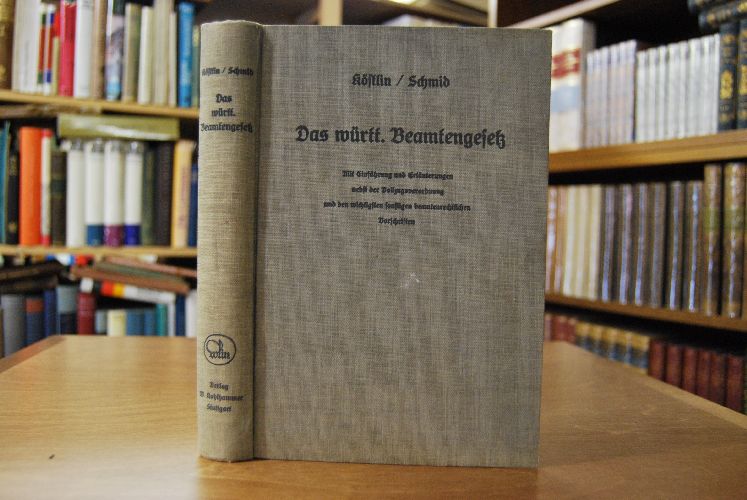 Köstlin / Schmid
Das
württ.
Beamtengesetz
Verlag
W. Kohlhammer
Stuttgart
Köstlin / Schmid
Das württ. Beamtengesetz
Mit Einführung und Erläuterungen
nebst der Vollzugsverordnung
und den wichtigsten sonstigen beamtenrechtlichen
Vorschriften